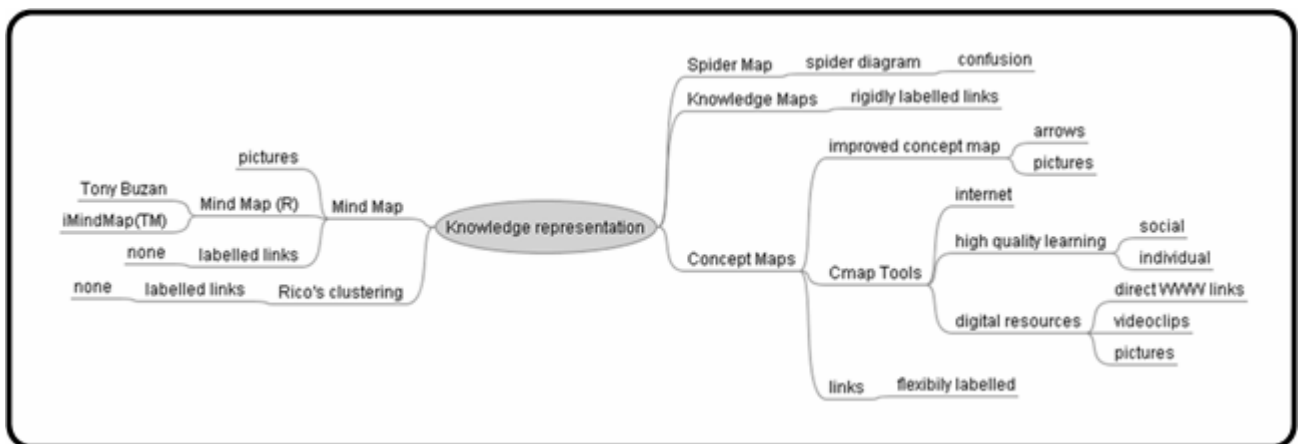 Knowledge representation
Mind Map
pictures
Mind Map (R)
Tony Buzan
iMindMap(TM)
labelled links
none
Rico's clustering
labelled links
none
Spider Map
spider diagram
confusion
Knowledge Maps
rigidly labelled links
Concept Maps
improved concept map
arrows
pictures
Cmap Tools
internet
high quality learning
social
individual
digital resources
direct WWW links
videoclips
pictures
links
flexibily labelled